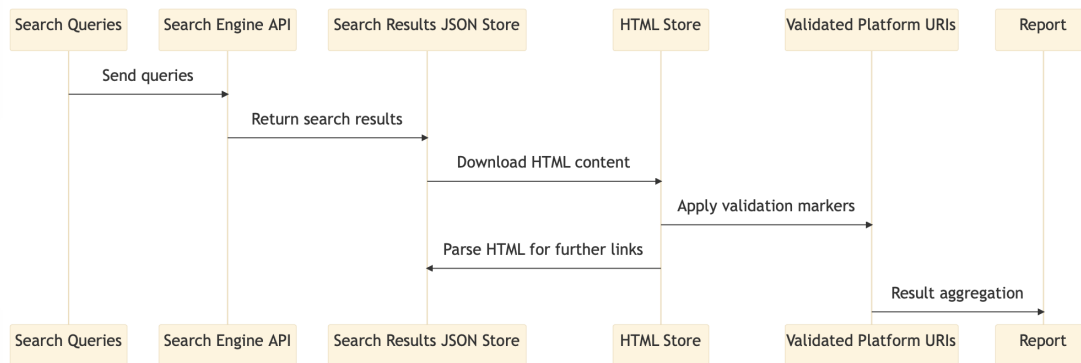 Search Queries
Search Engine API
Search Results JSON Store
HTML Store
Validated Platform URIs
Report
Send queries
Return search results
Download HTML content
Apply validation markers
Parse HTML for further links
Result aggregation
Search Queries
Search Engine API
Search Results JSON Store
HTML Store
Validated Platform URIs
Report